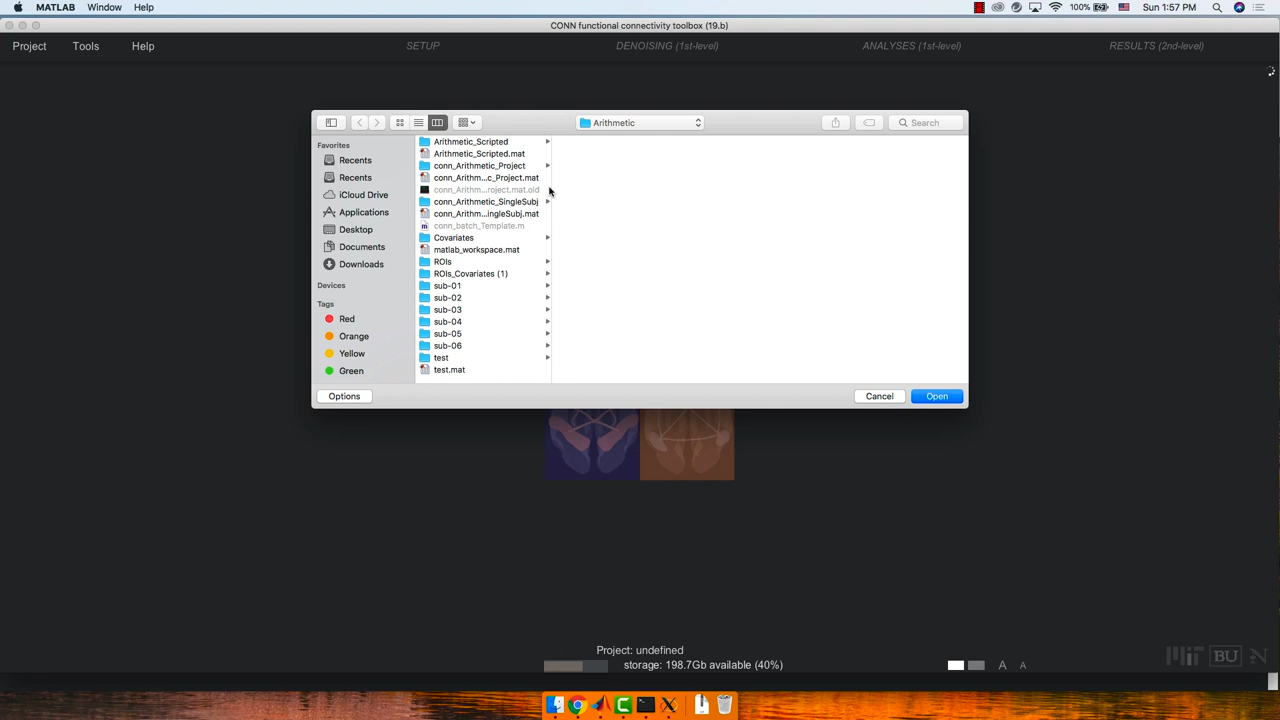 MATLAB Window Help 100% Sun 1:57 PM
CONN functional connectivity toolbox (19.b)
Project Tools Help SETUP DENOISING (1st-level) ANALYSES (1st-level) RESULTS (2nd-level)
Arithmetic
Search
Favorites
Recents
Recents
iCloud Drive
Applications
Desktop
Documents
Downloads
Devices
Tags
Red
Orange
Yellow
Green
Arithmetic_Scripted
Arithmetic_Scripted.mat
conn_Arithmetic_Project
conn_Arithm...c_Project.mat
conn_Arithm...roject.mat.old
conn_Arithmetic_SingleSubj
conn_Arithm...ingleSubj.mat
conn_batch_Template.m
Covariates
matlab_workspace.mat
ROIs
ROIs_Covariates (1)
sub-01
sub-02
sub-03
sub-04
sub-05
sub-06
test
test.mat
Options Cancel Open
Project: undefined
storage: 198.7Gb available (40%)
A A
MIT BU N